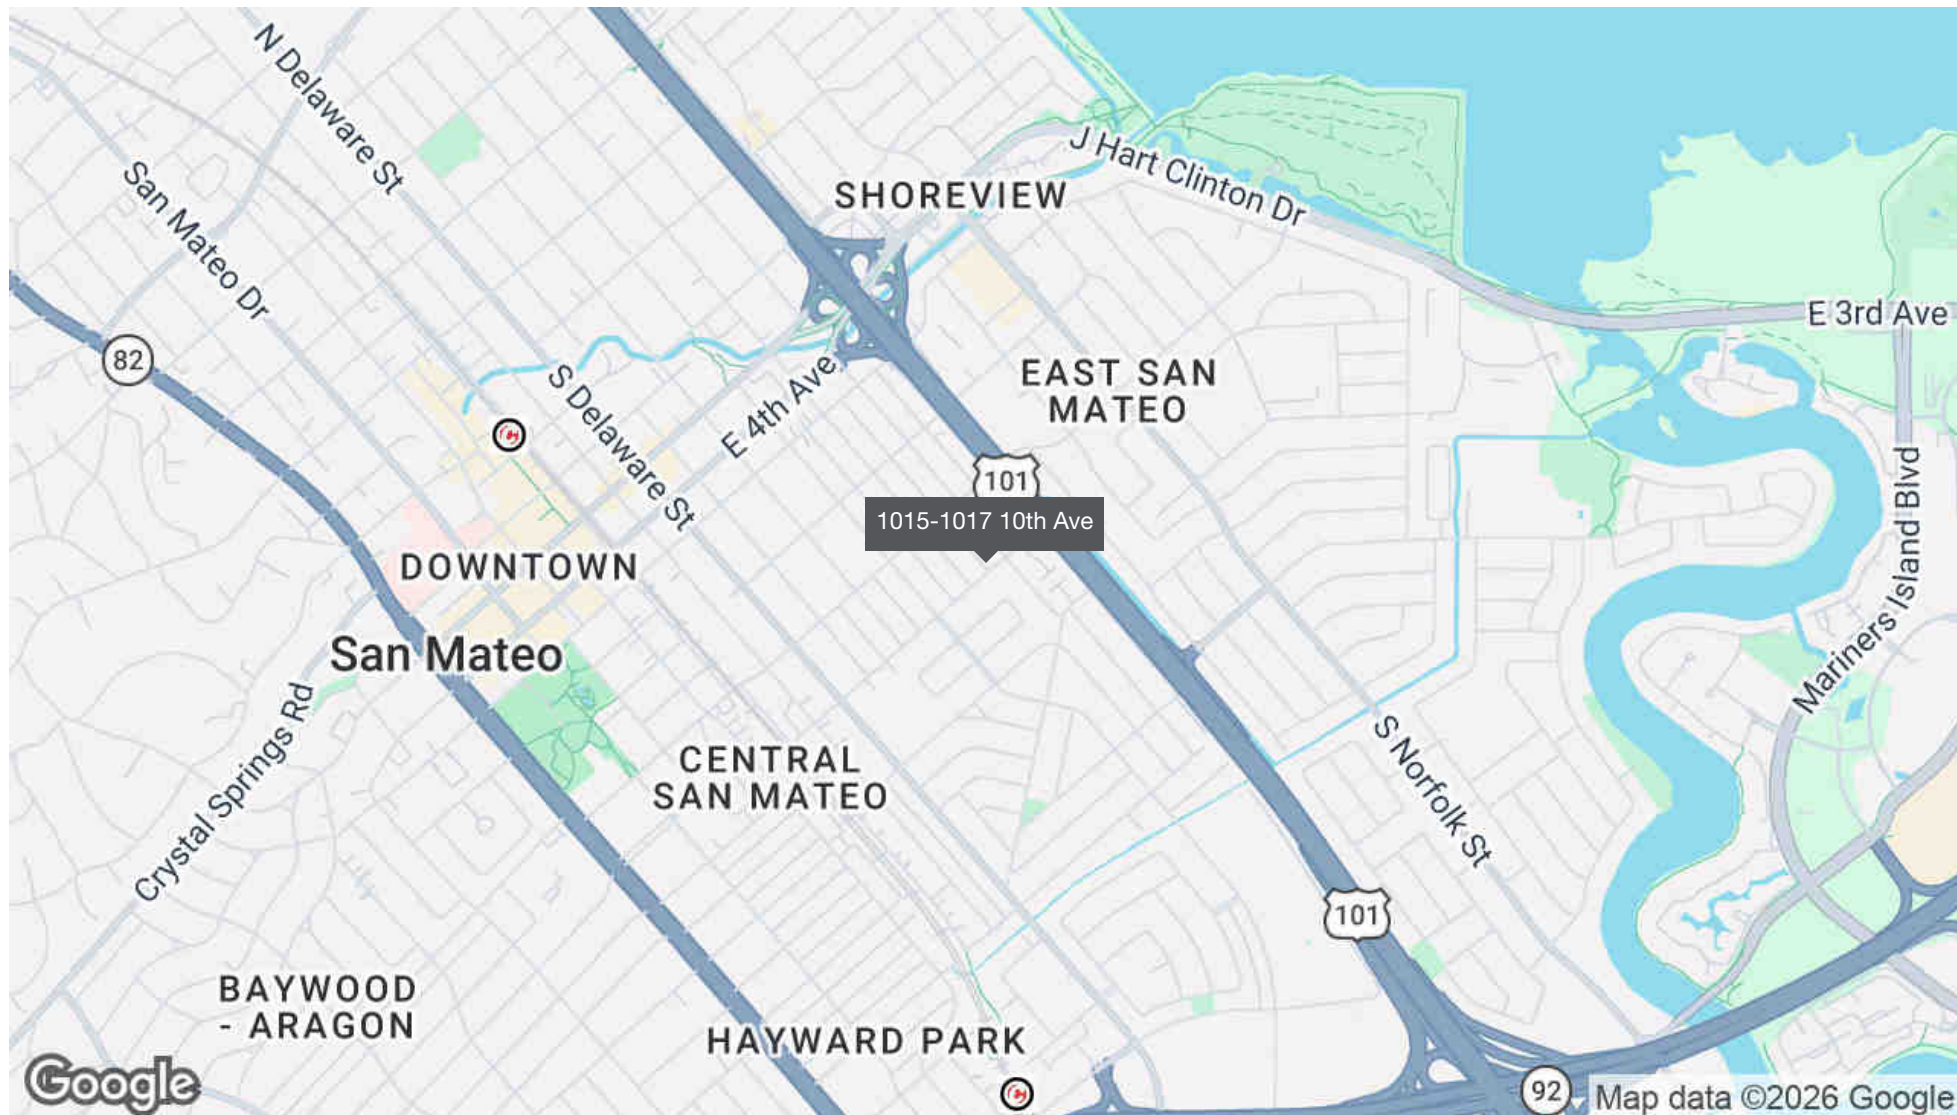 N Delaware St
San Mateo Dr
J Hart Clinton Dr
SHOREVIEW
E 3rd Ave
82
S Delaware St
E 4th Ave
EAST SAN
MATEO
101
1015-1017 10th Ave
DOWNTOWN
San Mateo
Mariners Island Blvd
Crystal Springs Rd
CENTRAL
SAN MATEO
S Norfolk St
101
BAYWOOD
- ARAGON
HAYWARD PARK
Google
92
Map data ©2026 Google